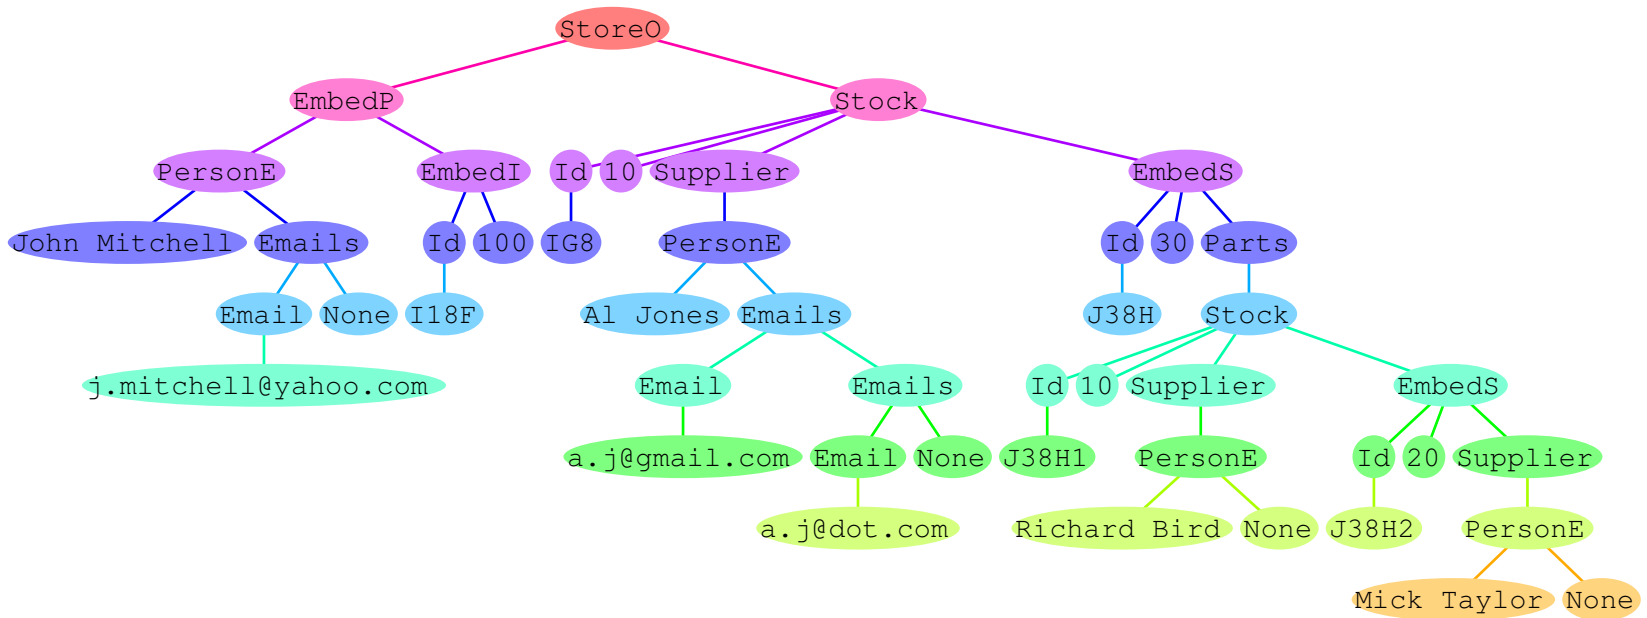 StoreO
EmbedP Stock
PersonE EmbedI Id 10 Supplier EmbedS
John Mitchell Emails Id 100 IG8 PersonE Id 30 Parts
Email None I18F Al Jones Emails J38H Stock
j.mitchell@yahoo.com Email Emails Id 10 Supplier EmbedS
a.j@gmail.com Email None J38H1 PersonE Id 20 Supplier
a.j@dot.com Richard Bird None J38H2 PersonE
Mick Taylor None